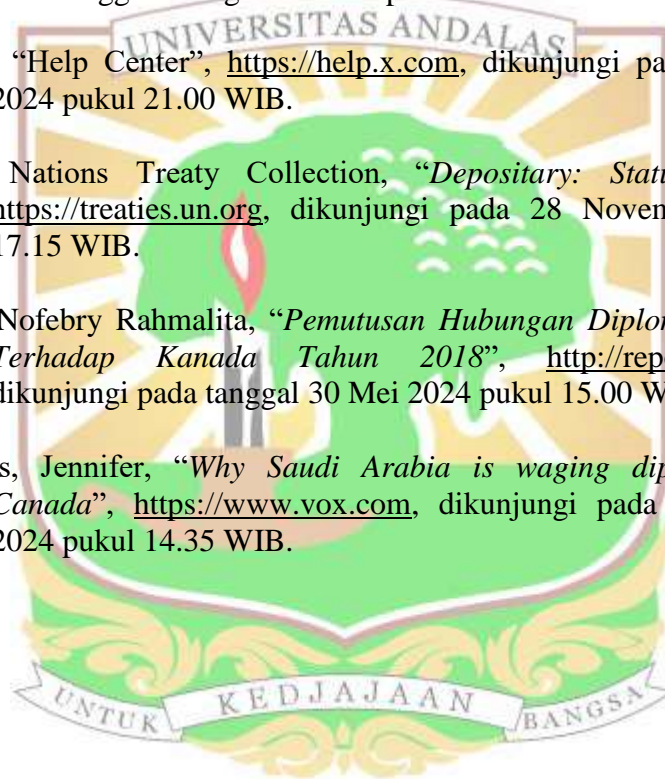 UNIVERSITAS ANDALAS
“Help Center”, https://help.x.com, dikunjungi pa
2024 pukul 21.00 WIB.
Nations Treaty Collection, “Depositary: Statu
https://treaties.un.org, dikunjungi pada 28 Novem
17.15 WIB.
Nofebry Rahmalita, “Pemutusan Hubungan Diplom
Terhadap Kanada Tahun 2018”, http://rep
dikunjungi pada tanggal 30 Mei 2024 pukul 15.00 W
s, Jennifer, “Why Saudi Arabia is waging dip
Canada”, https://www.vox.com, dikunjungi pada
2024 pukul 14.35 WIB.
UNTUK KEDJAJAAN BANGSA